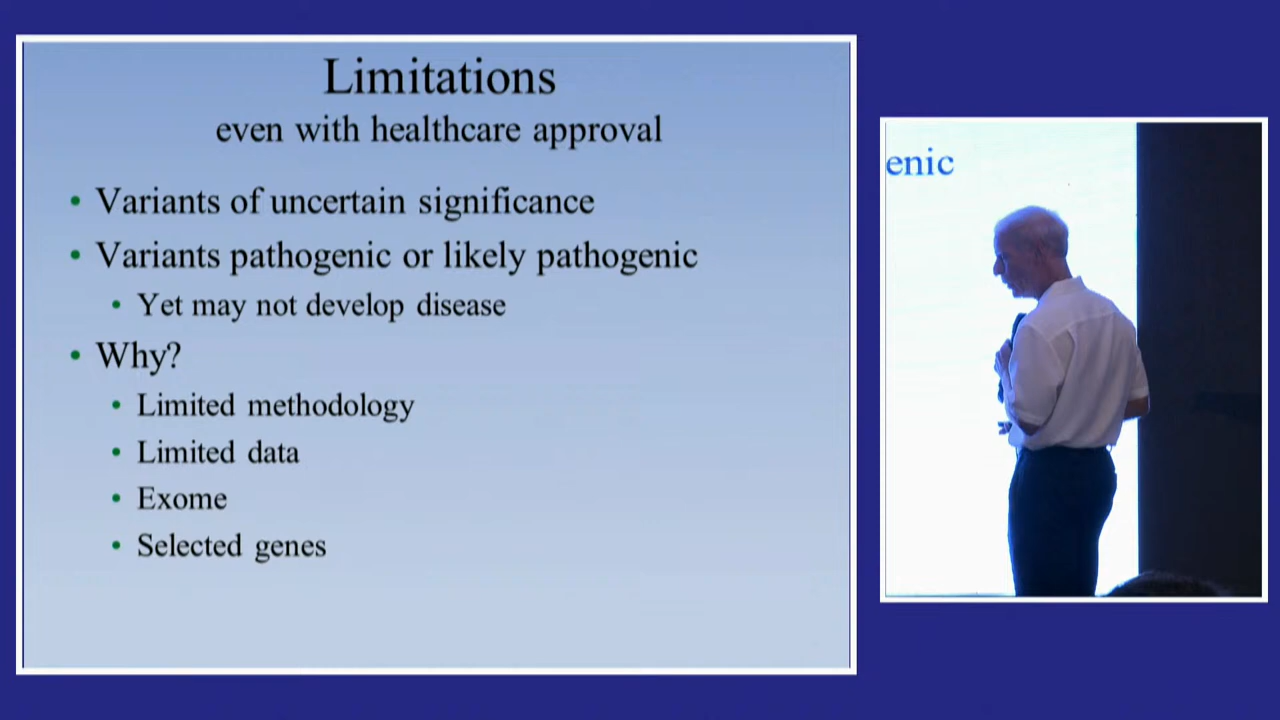 Limitations
even with healthcare approval
• Variants of uncertain significance
• Variants pathogenic or likely pathogenic
• Yet may not develop disease
• Why?
• Limited methodology
• Limited data
• Exome
• Selected genes
enic